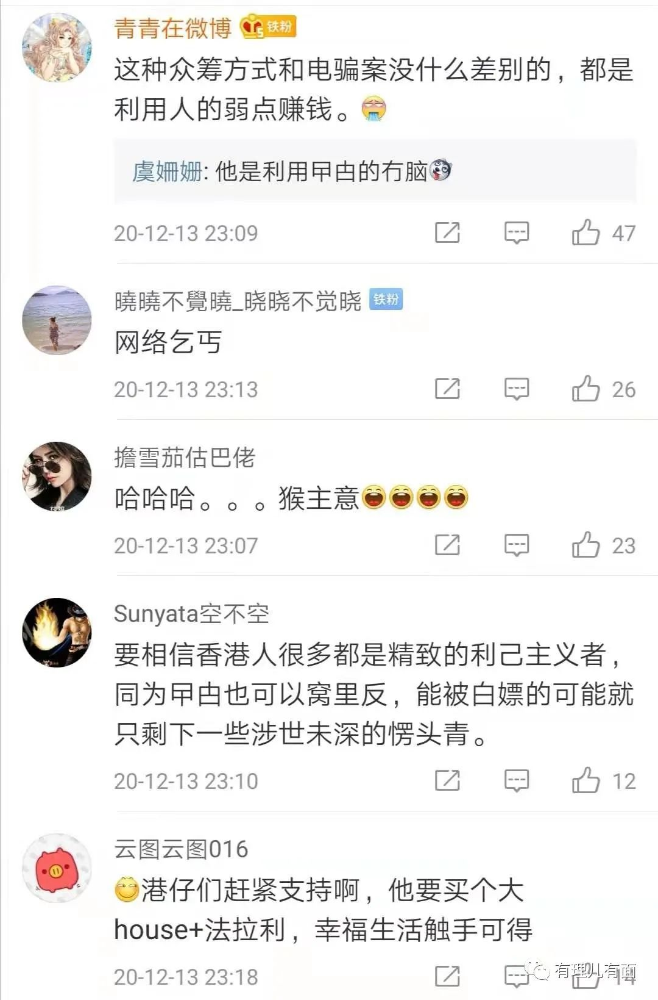 青青在微博 5 铁粉
这种众筹方式和电骗案没什么差别的，都是
利用人的弱点赚钱。
虞姗姗: 他是利用曱甴的冇脑
20-12-13 23:09 47
曉曉不覺曉_晓晓不觉晓 铁粉
网络乞丐
20-12-13 23:13 26
擔雪茄估巴佬
哈哈哈。。。猴主意
20-12-13 23:07 23
Sunyata空不空
要相信香港人很多都是精致的利己主义者，
同为曱甴也可以窝里反，能被白嫖的可能就
只剩下一些涉世未深的愣头青。
20-12-13 23:10 12
云图云图016
港仔们赶紧支持啊，他要买个大
house+法拉利，幸福生活触手可得
20-12-13 23:18 14
有理儿有面